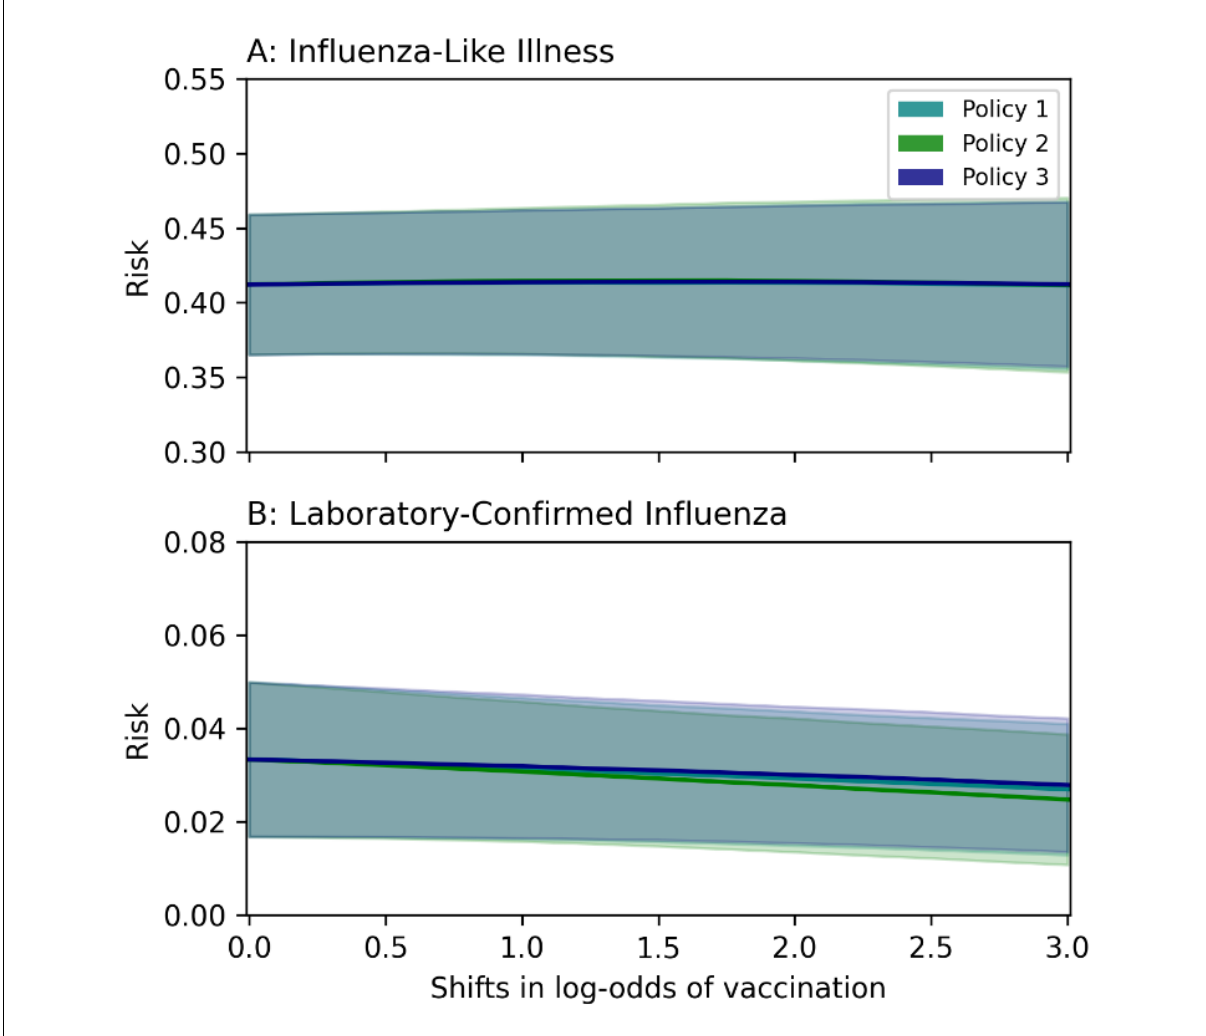 A: Influenza-Like Illness
0.55
0.50
0.45
0.40
0.35
0.30
Risk
Policy 1
Policy 2
Policy 3
B: Laboratory-Confirmed Influenza
0.08
0.06
0.04
0.02
0.00
Risk
0.0 0.5 1.0 1.5 2.0 2.5 3.0
Shifts in log-odds of vaccination